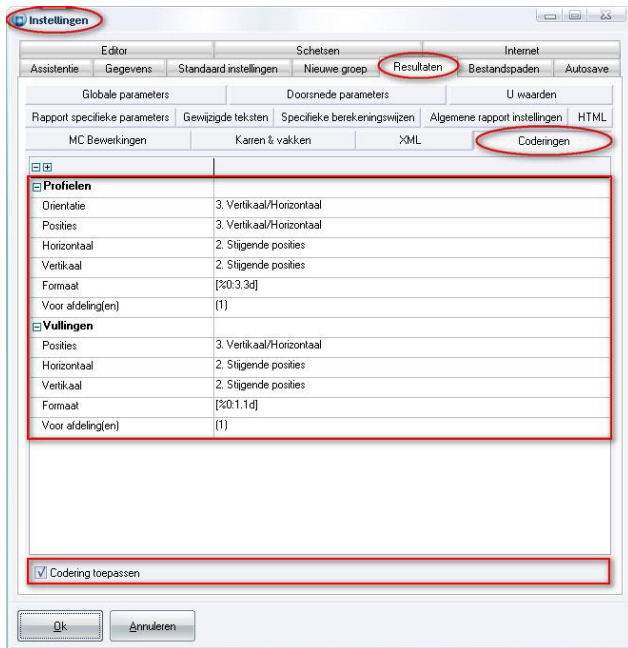 Instellingen
Editor Schetsen Internet
Assistentie Gegevens Standaard instellingen Nieuwe groep Resultaten Bestandspaden Autosave
Globale parameters Doorsnede parameters U waarden
Rapport specifieke parameters Gewijzigde teksten Specifieke berekeningswijzen Algemene rapport instellingen HTML
MC Bewerkingen Karren & vakken XML Coderingen
Profielen
Orientatie 3. Vertikaal/Horizontaal
Posities 3. Vertikaal/Horizontaal
Horizontaal 2. Stijgende posities
Vertikaal 2. Stijgende posities
Formaat [%0:3.3d]
Voor afdeling(en) (1)
Vullingen
Posities 3. Vertikaal/Horizontaal
Horizontaal 2. Stijgende posities
Vertikaal 2. Stijgende posities
Formaat [%0:1.1d]
Voor afdeling(en) (1)
Codering toepassen
Ok Annuleren